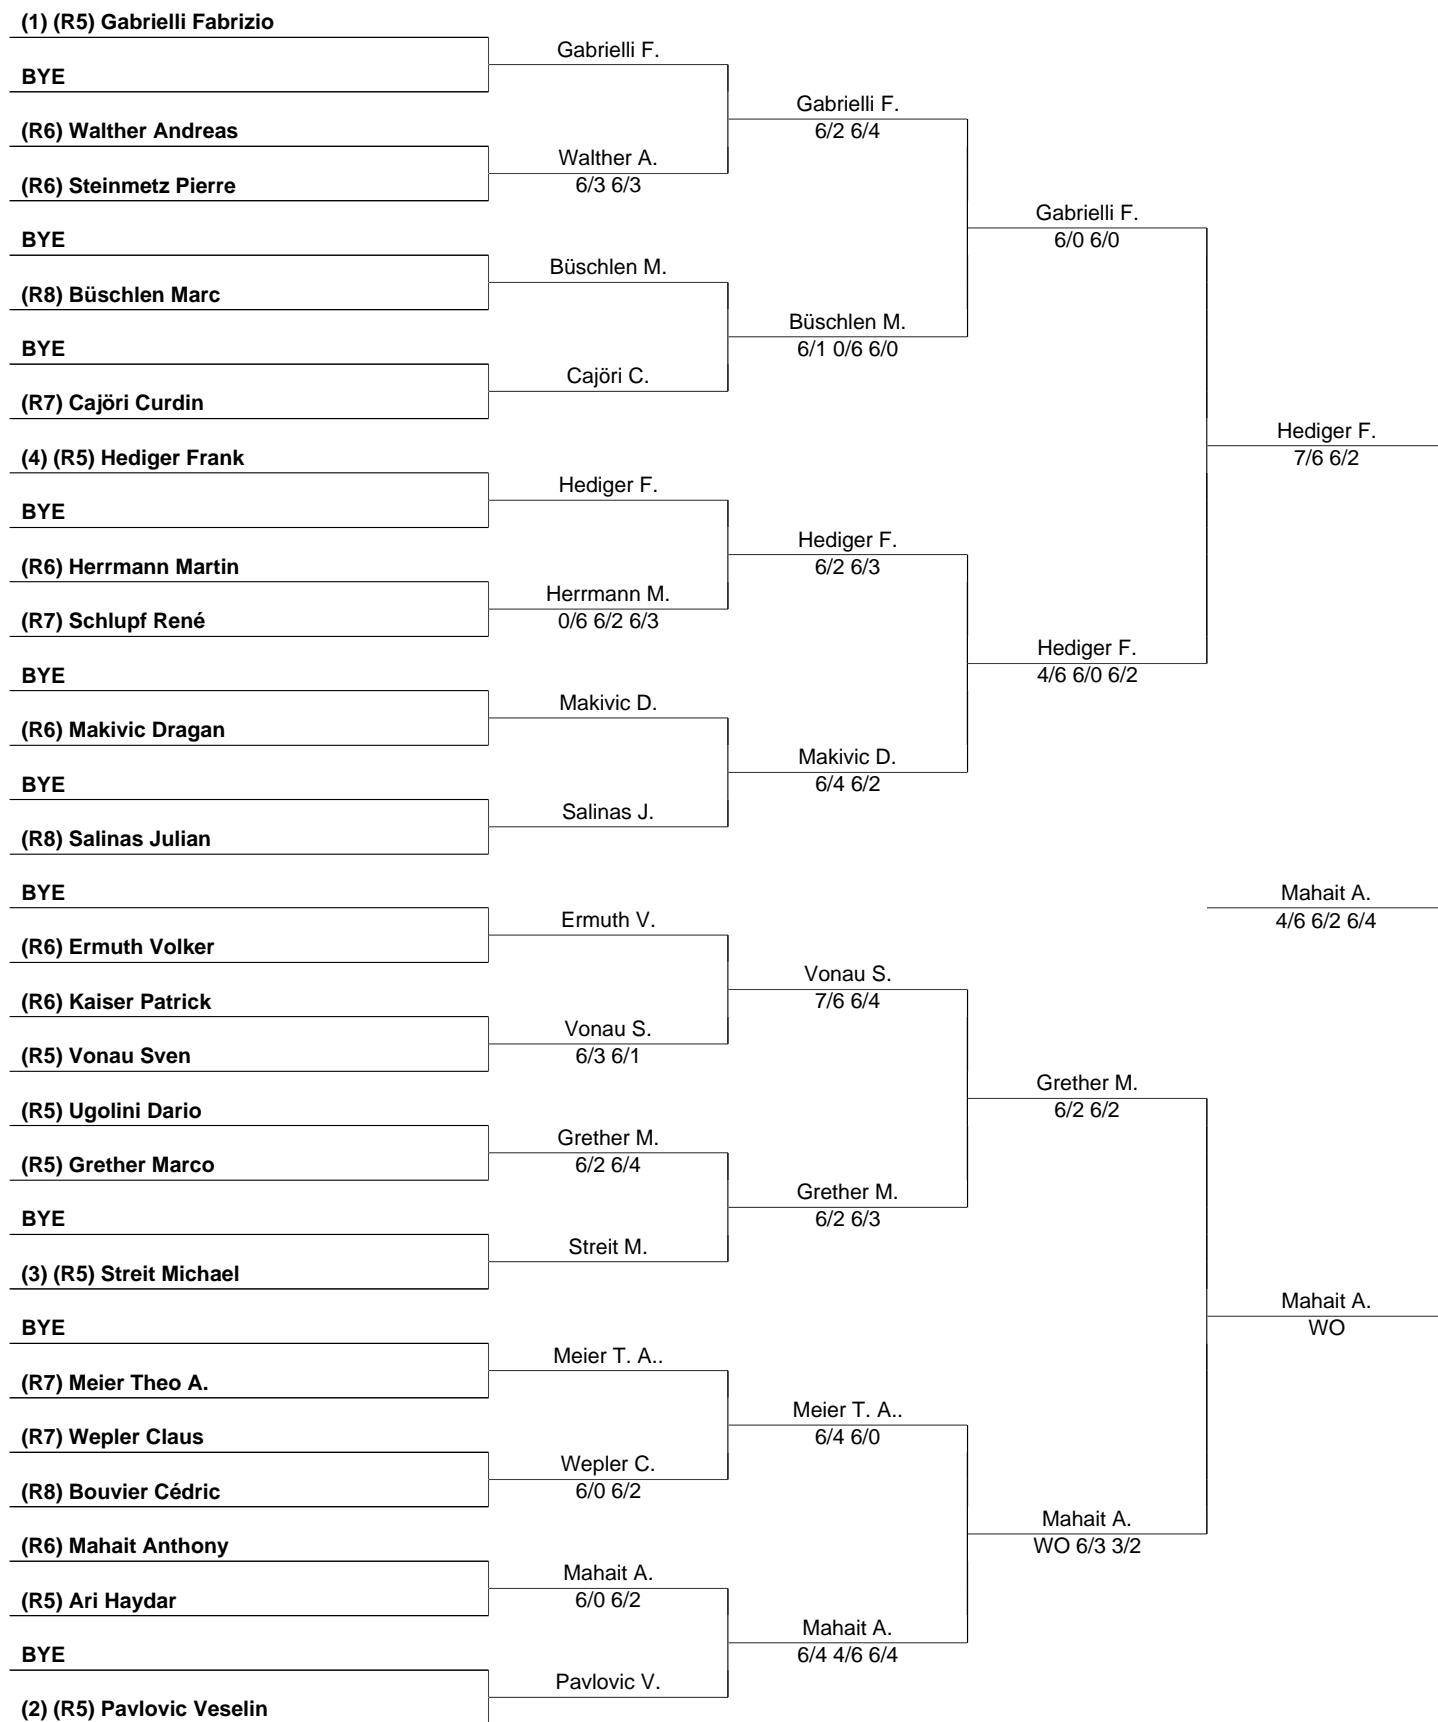 (1) (R5) Gabrielli Fabrizio
BYE
(R6) Walther Andreas
(R6) Steinmetz Pierre
BYE
(R8) Büschlen Marc
BYE
(R7) Cajöri Curdin
(4) (R5) Hediger Frank
BYE
(R6) Herrmann Martin
(R7) Schlupf René
BYE
(R6) Makivic Dragan
BYE
(R8) Salinas Julian
BYE
(R6) Ermuth Volker
(R6) Kaiser Patrick
(R5) Vonau Sven
(R5) Ugolini Dario
(R5) Grether Marco
BYE
(3) (R5) Streit Michael
BYE
(R7) Meier Theo A.
(R7) Wepler Claus
(R8) Bouvier Cédric
(R6) Mahait Anthony
(R5) Ari Haydar
BYE
(2) (R5) Pavlovic Veselin
Gabrielli F.
Walther A.
6/3 6/3
Büschlen M.
Cajöri C.
Hediger F.
Herrmann M.
0/6 6/2 6/3
Makivic D.
Salinas J.
Ermuth V.
Vonau S.
6/3 6/1
Grether M.
6/2 6/4
Streit M.
Meier T. A..
Wepler C.
6/0 6/2
Mahait A.
6/0 6/2
Pavlovic V.
Gabrielli F.
6/2 6/4
Büschlen M.
6/1 0/6 6/0
Hediger F.
6/2 6/3
Makivic D.
6/4 6/2
Vonau S.
7/6 6/4
Grether M.
6/2 6/3
Meier T. A..
6/4 6/0
Mahait A.
6/4 4/6 6/4
Gabrielli F.
6/0 6/0
Hediger F.
4/6 6/0 6/2
Grether M.
6/2 6/2
Mahait A.
WO 6/3 3/2
Hediger F.
7/6 6/2
Mahait A.
4/6 6/2 6/4
Mahait A.
WO